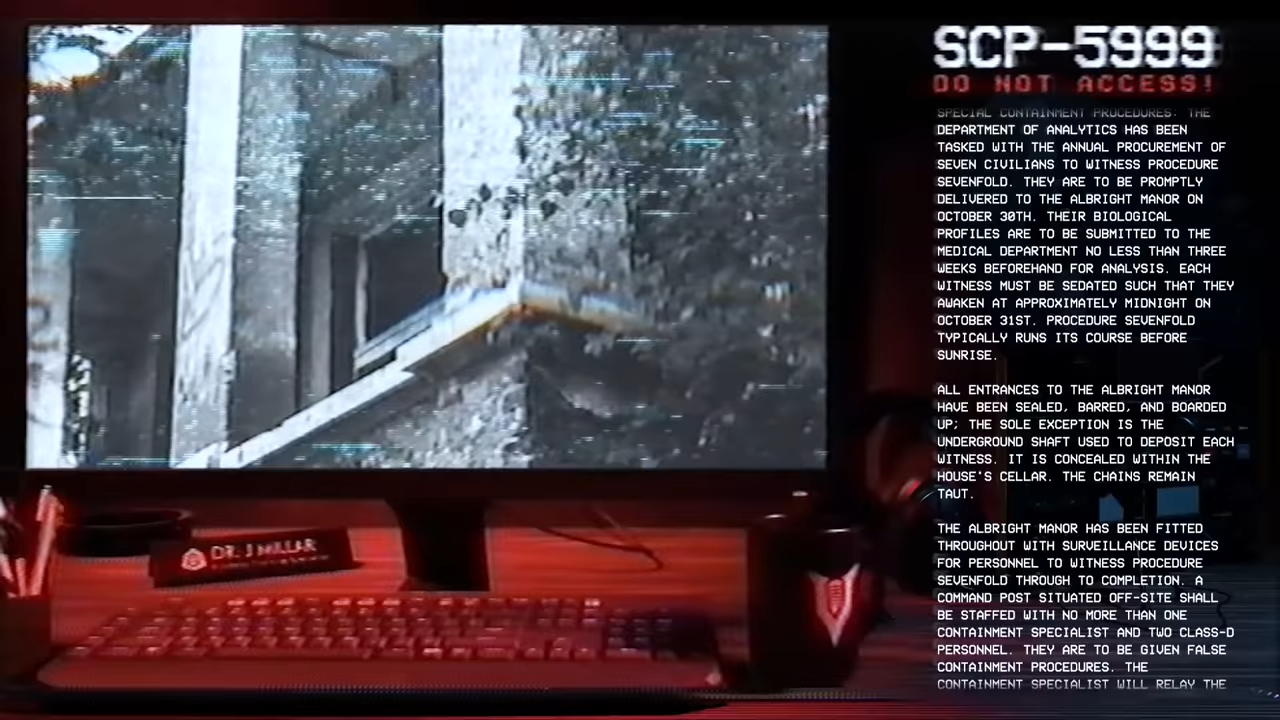 SCP-5999
DO NOT ACCESS!
SPECIAL CONTAINMENT PROCEDURES: THE
DEPARTMENT OF ANALYTICS HAS BEEN
TASKED WITH THE ANNUAL PROCUREMENT OF
SEVEN CIVILIANS TO WITNESS PROCEDURE
SEVENFOLD. THEY ARE TO BE PROMPTLY
DELIVERED TO THE ALBRIGHT MANOR ON
OCTOBER 30TH. THEIR BIOLOGICAL
PROFILES ARE TO BE SUBMITTED TO THE
MEDICAL DEPARTMENT NO LESS THAN THREE
WEEKS BEFOREHAND FOR ANALYSIS. EACH
WITNESS MUST BE SEDATED SUCH THAT THEY
AWAKEN AT APPROXIMATELY MIDNIGHT ON
OCTOBER 31ST. PROCEDURE SEVENFOLD
TYPICALLY RUNS ITS COURSE BEFORE
SUNRISE.
ALL ENTRANCES TO THE ALBRIGHT MANOR
HAVE BEEN SEALED, BARRED, AND BOARDED
UP; THE SOLE EXCEPTION IS THE
UNDERGROUND SHAFT USED TO DEPOSIT EACH
WITNESS. IT IS CONCEALED WITHIN THE
HOUSE'S CELLAR. THE CHAINS REMAIN
TAUT.
THE ALBRIGHT MANOR HAS BEEN FITTED
THROUGHOUT WITH SURVEILLANCE DEVICES
FOR PERSONNEL TO WITNESS PROCEDURE
SEVENFOLD THROUGH TO COMPLETION. A
COMMAND POST SITUATED OFF-SITE SHALL
BE STAFFED WITH NO MORE THAN ONE
CONTAINMENT SPECIALIST AND TWO CLASS-D
PERSONNEL. THEY ARE TO BE GIVEN FALSE
CONTAINMENT PROCEDURES. THE
CONTAINMENT SPECIALIST WILL RELAY THE
DR. J MILLAR